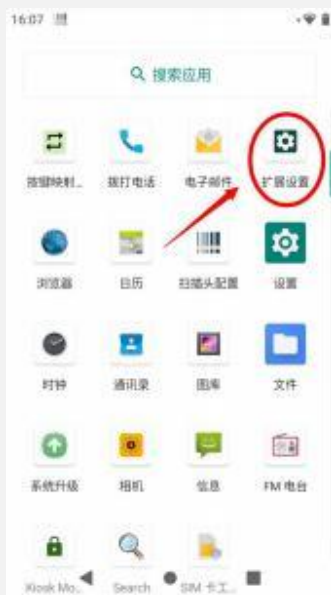 16:07
搜索应用
按键映射..
拨打电话
电子邮件
扩展设置
浏览器
日历
扫描头配置
设置
时钟
通讯录
图库
文件
系统升级
相机
信息
FM 电台
Kiosk Mo..
Search
SIM 卡工..